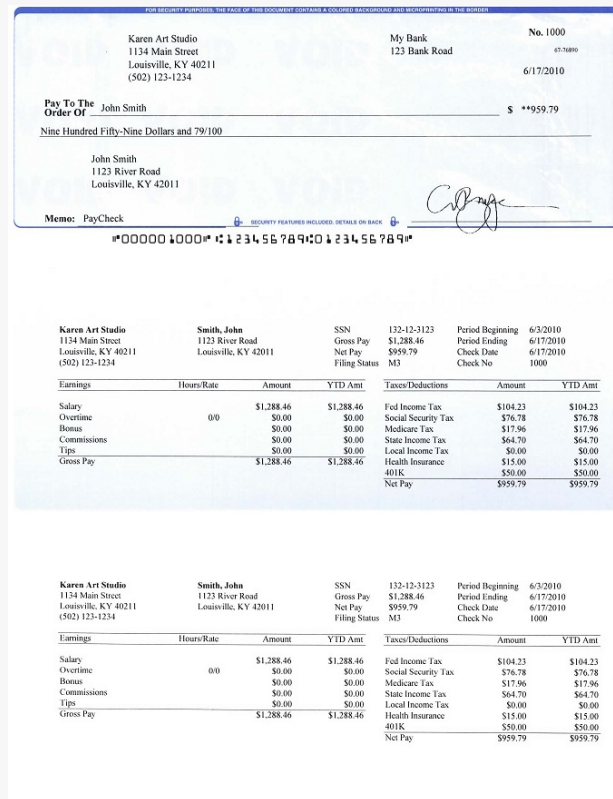 FOR SECURITY PURPOSES, THE FACE OF THIS DOCUMENT CONTAINS A COLORED BACKGROUND AND MICROPRINTING IN THE BORDER
Karen Art Studio My Bank No. 1000
1134 Main Street 123 Bank Road 67-76890
Louisville, KY 40211
(502) 123-1234 6/17/2010
Pay To The
Order Of John Smith $ **959.79
Nine Hundred Fifty-Nine Dollars and 79/100
John Smith
1123 River Road
Louisville, KY 42011
Memo: PayCheck
SECURITY FEATURES INCLUDED. DETAILS ON BACK
⑈000001000⑈ ⑆123456789⑆0123456789⑈
Karen Art Studio Smith, John SSN 132-12-3123 Period Beginning 6/3/2010
1134 Main Street 1123 River Road Gross Pay $1,288.46 Period Ending 6/17/2010
Louisville, KY 40211 Louisville, KY 42011 Net Pay $959.79 Check Date 6/17/2010
(502) 123-1234 Filing Status M3 Check No 1000
Earnings Hours/Rate Amount YTD Amt Taxes/Deductions Amount YTD Amt
Salary $1,288.46 $1,288.46 Fed Income Tax $104.23 $104.23
Overtime 0/0 $0.00 $0.00 Social Security Tax $76.78 $76.78
Bonus $0.00 $0.00 Medicare Tax $17.96 $17.96
Commissions $0.00 $0.00 State Income Tax $64.70 $64.70
Tips $0.00 $0.00 Local Income Tax $0.00 $0.00
Gross Pay $1,288.46 $1,288.46 Health Insurance $15.00 $15.00
401K $50.00 $50.00
Net Pay $959.79 $959.79
Karen Art Studio Smith, John SSN 132-12-3123 Period Beginning 6/3/2010
1134 Main Street 1123 River Road Gross Pay $1,288.46 Period Ending 6/17/2010
Louisville, KY 40211 Louisville, KY 42011 Net Pay $959.79 Check Date 6/17/2010
(502) 123-1234 Filing Status M3 Check No 1000
Earnings Hours/Rate Amount YTD Amt Taxes/Deductions Amount YTD Amt
Salary $1,288.46 $1,288.46 Fed Income Tax $104.23 $104.23
Overtime 0/0 $0.00 $0.00 Social Security Tax $76.78 $76.78
Bonus $0.00 $0.00 Medicare Tax $17.96 $17.96
Commissions $0.00 $0.00 State Income Tax $64.70 $64.70
Tips $0.00 $0.00 Local Income Tax $0.00 $0.00
Gross Pay $1,288.46 $1,288.46 Health Insurance $15.00 $15.00
401K $50.00 $50.00
Net Pay $959.79 $959.79